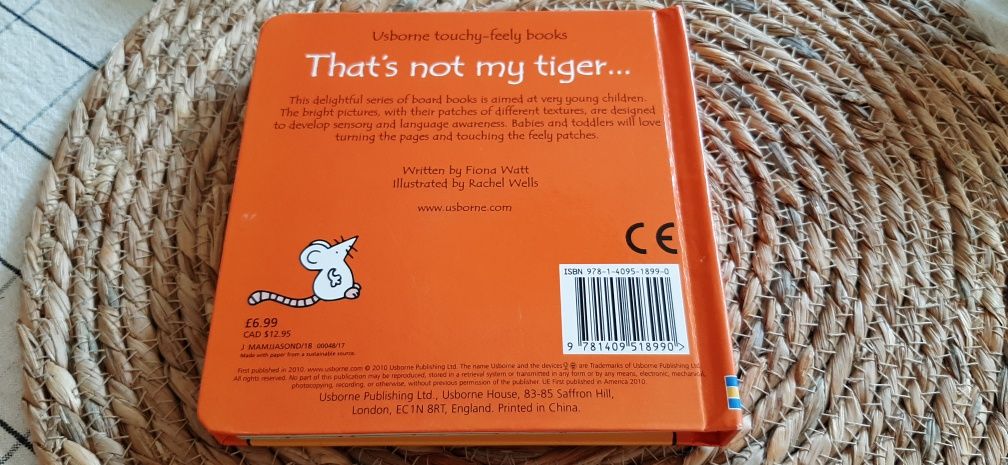 Usborne touchy-feely books
That's not my tiger...
This delightful series of board books is aimed at very young children.
The bright pictures, with their patches of different textures, are designed
to develop sensory and language awareness. Babies and toddlers will love
turning the pages and touching the feely patches.
Written by Fiona Watt
Illustrated by Rachel Wells
www.usborne.com
CE
ISBN 978-1-4095-1899-0
9 781409 518990 >
£6.99
CAD $12.95
J MAMJJASOND/18 00048/17
Made with paper from a sustainable source.
First published in 2010. www.usborne.com © 2010 Usborne Publishing Ltd. The name Usborne and the devices are Trademarks of Usborne Publishing Ltd.
All rights reserved. No part of this publication may be reproduced, stored in a retrieval system or transmitted in any form or by any means, electronic, mechanical,
photocopying, recording, or otherwise, without previous permission of the publisher. UE First published in America 2010.
Usborne Publishing Ltd., Usborne House, 83-85 Saffron Hill,
London, EC1N 8RT, England. Printed in China.